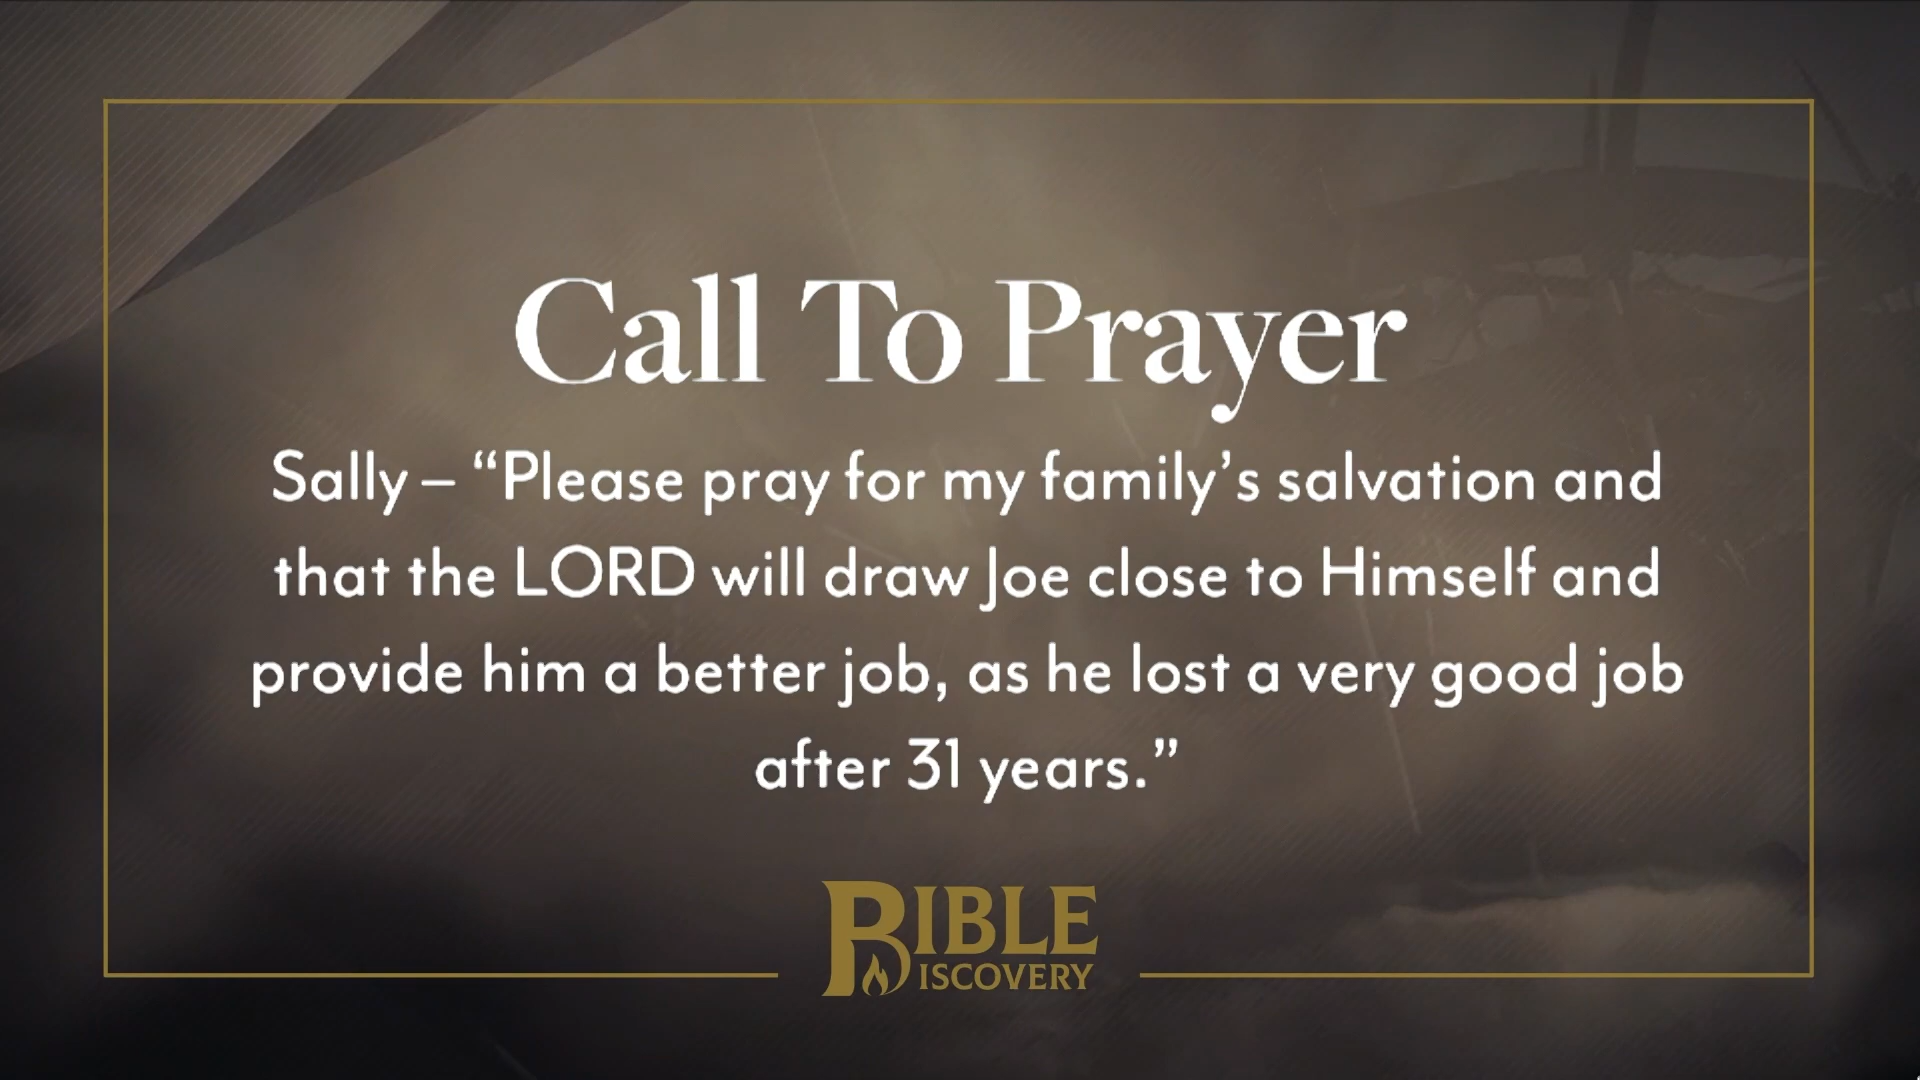 Call To Prayer
Sally – “Please pray for my family’s salvation and
that the LORD will draw Joe close to Himself and
provide him a better job, as he lost a very good job
after 31 years.”
BIBLE
DISCOVERY